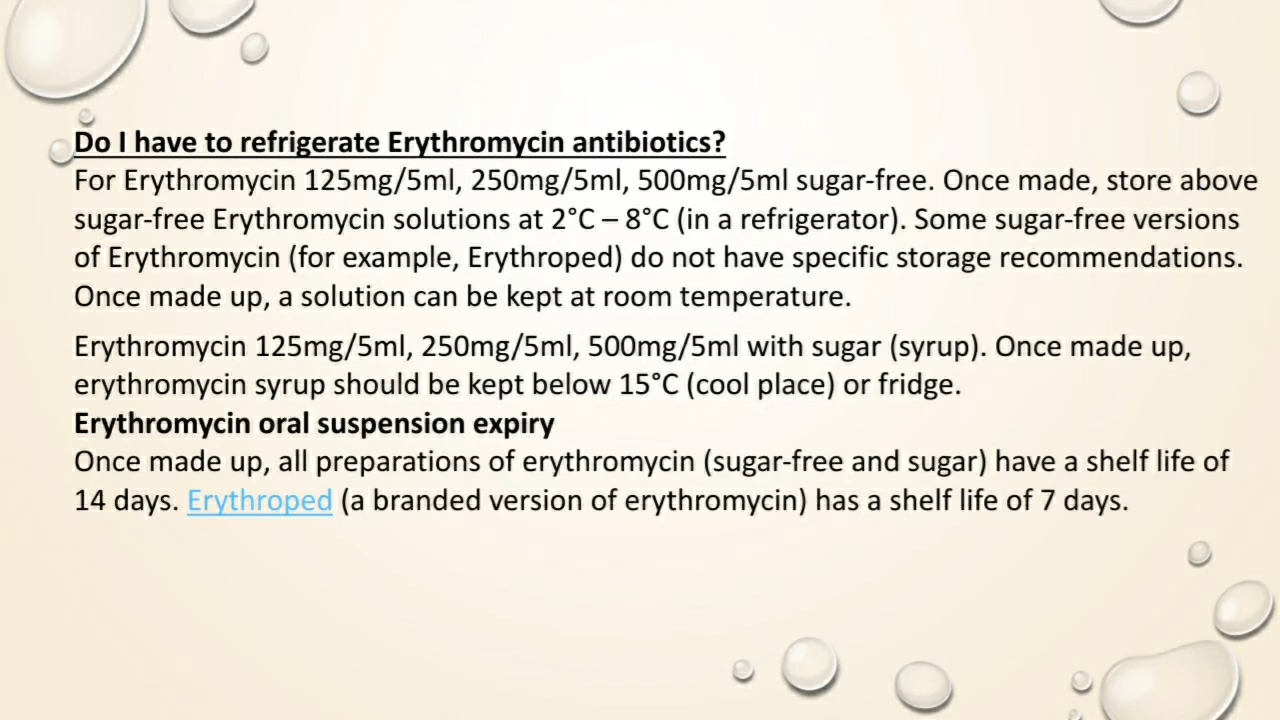 Do I have to refrigerate Erythromycin antibiotics?
For Erythromycin 125mg/5ml, 250mg/5ml, 500mg/5ml sugar-free. Once made, store above
sugar-free Erythromycin solutions at 2°C – 8°C (in a refrigerator). Some sugar-free versions
of Erythromycin (for example, Erythroped) do not have specific storage recommendations.
Once made up, a solution can be kept at room temperature.
Erythromycin 125mg/5ml, 250mg/5ml, 500mg/5ml with sugar (syrup). Once made up,
erythromycin syrup should be kept below 15°C (cool place) or fridge.
Erythromycin oral suspension expiry
Once made up, all preparations of erythromycin (sugar-free and sugar) have a shelf life of
14 days. Erythroped (a branded version of erythromycin) has a shelf life of 7 days.